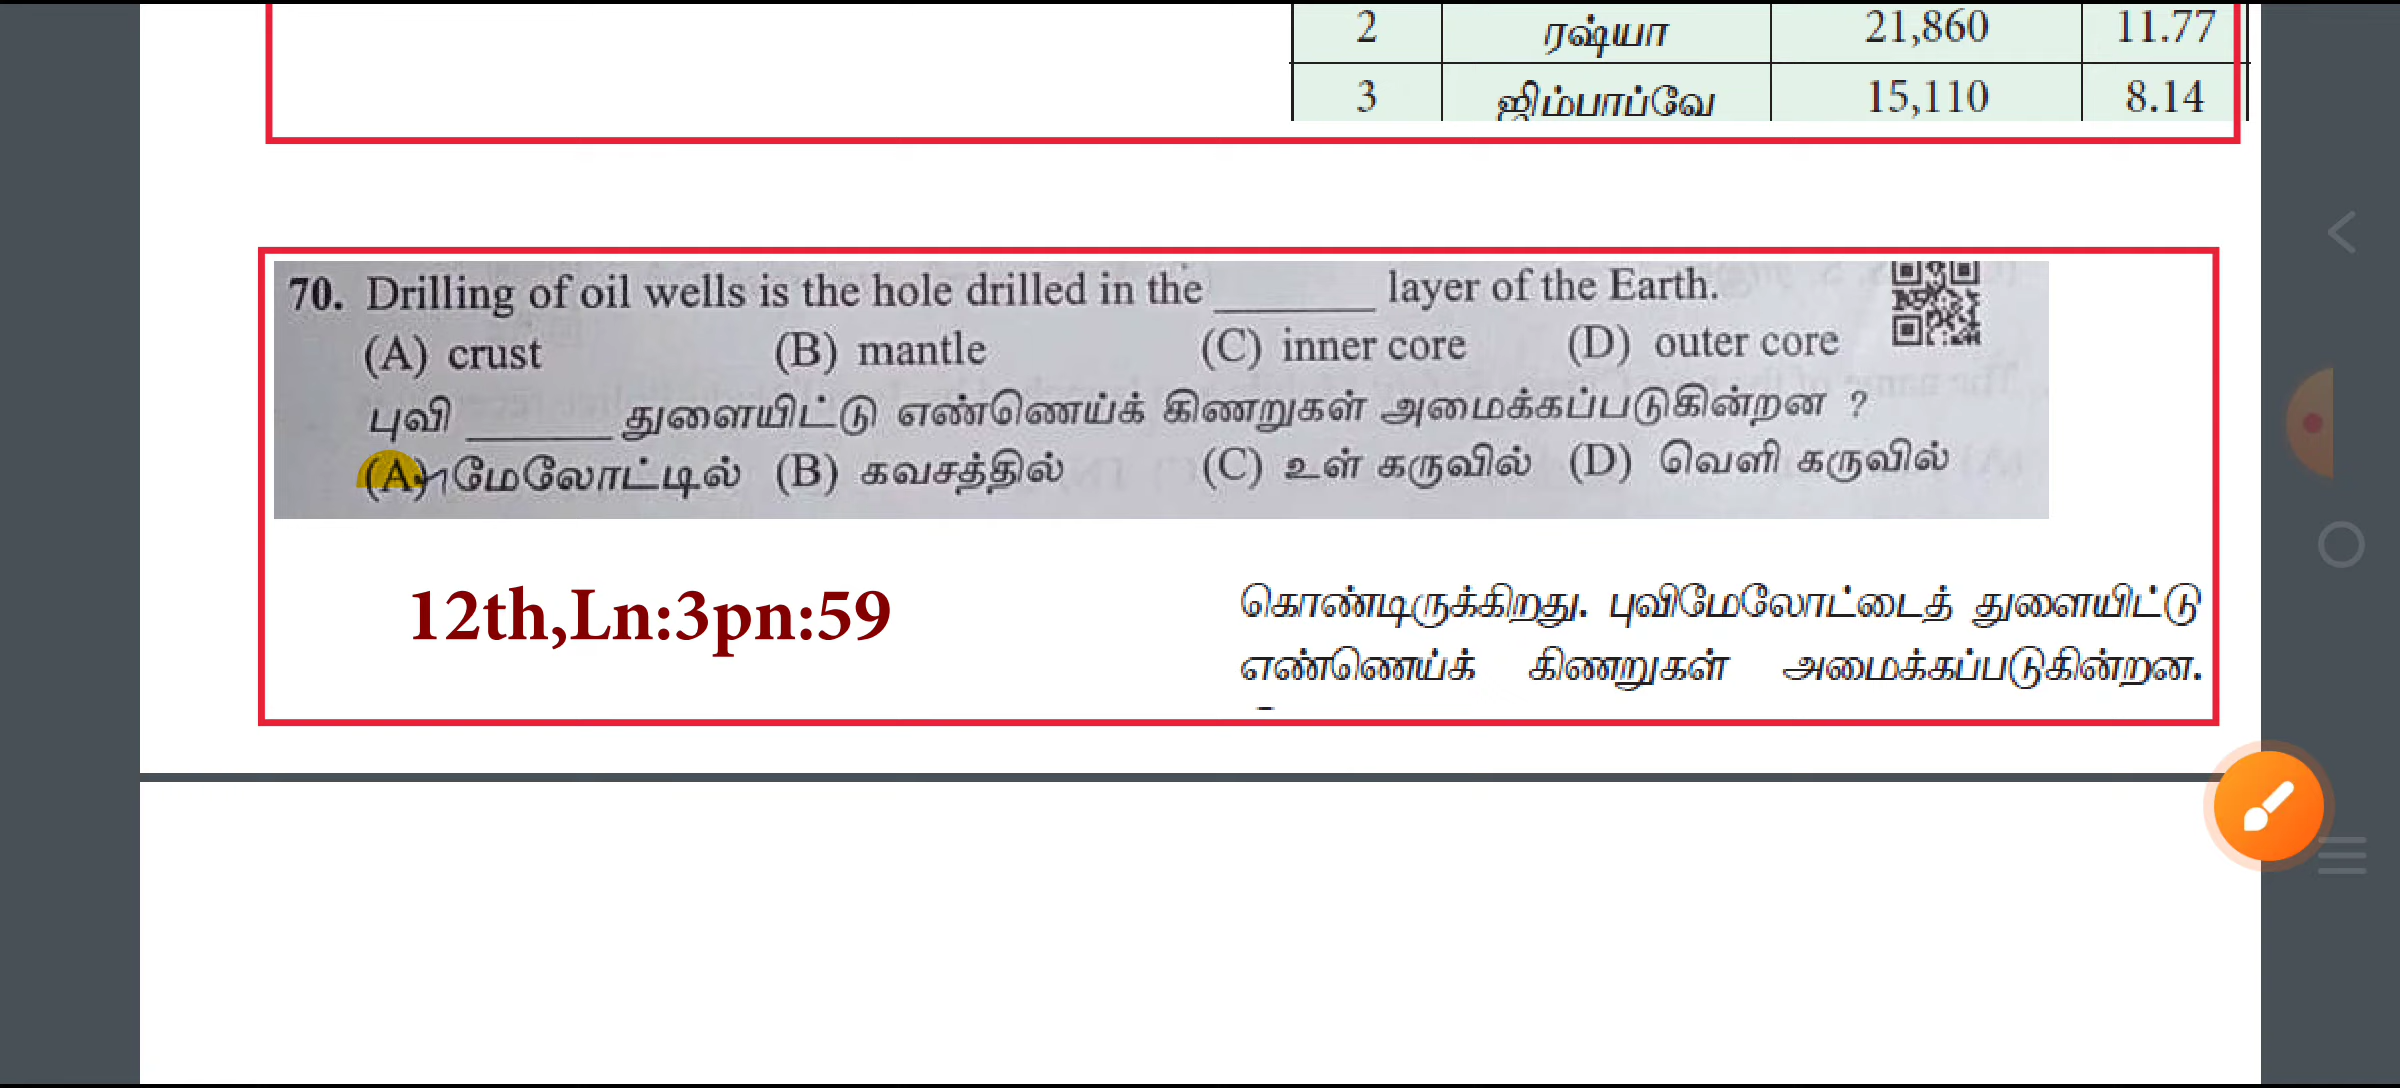 2 ரஷ்யா 21,860 11.77
3 ஜிம்பாப்வே 15,110 8.14
70. Drilling of oil wells is the hole drilled in the ________ layer of the Earth.
(A) crust (B) mantle (C) inner core (D) outer core
புவி ________ துளையிட்டு எண்ணெய்க் கிணறுகள் அமைக்கப்படுகின்றன ?
(A) மேலோட்டில் (B) கவசத்தில் (C) உள் கருவில் (D) வெளி கருவில்
12th,Ln:3pn:59
கொண்டிருக்கிறது. புவிமேலோட்டைத் துளையிட்டு
எண்ணெய்க் கிணறுகள் அமைக்கப்படுகின்றன.